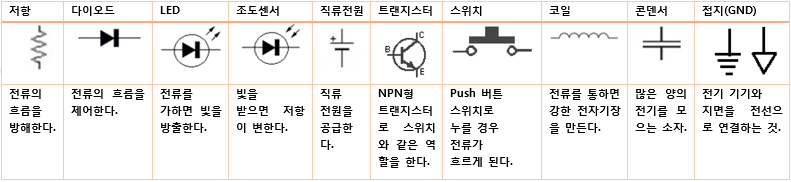 저항 다이오드 LED 조도센서 직류전원 트랜지스터 스위치 코일 콘덴서 접지(GND)
+
B
C
E
전류의
흐름을
방해한다.
전류의 흐름을
제어한다.
전류를
가하면 빛을
방출한다.
빛을
받으면 저항
이 변한다.
직류
전원을
공급한
다.
NPN형
트랜지스터
로 스위치
와 같은 역
할을 한다.
Push 버튼
스위치로
누를 경우
전류가
흐르게 된다.
전류를 통하면
강한 전자기장
을 만든다.
많은 양의
전기를 모
으는 소자.
전기 기기와
지면을 전선으
로 연결하는 것.